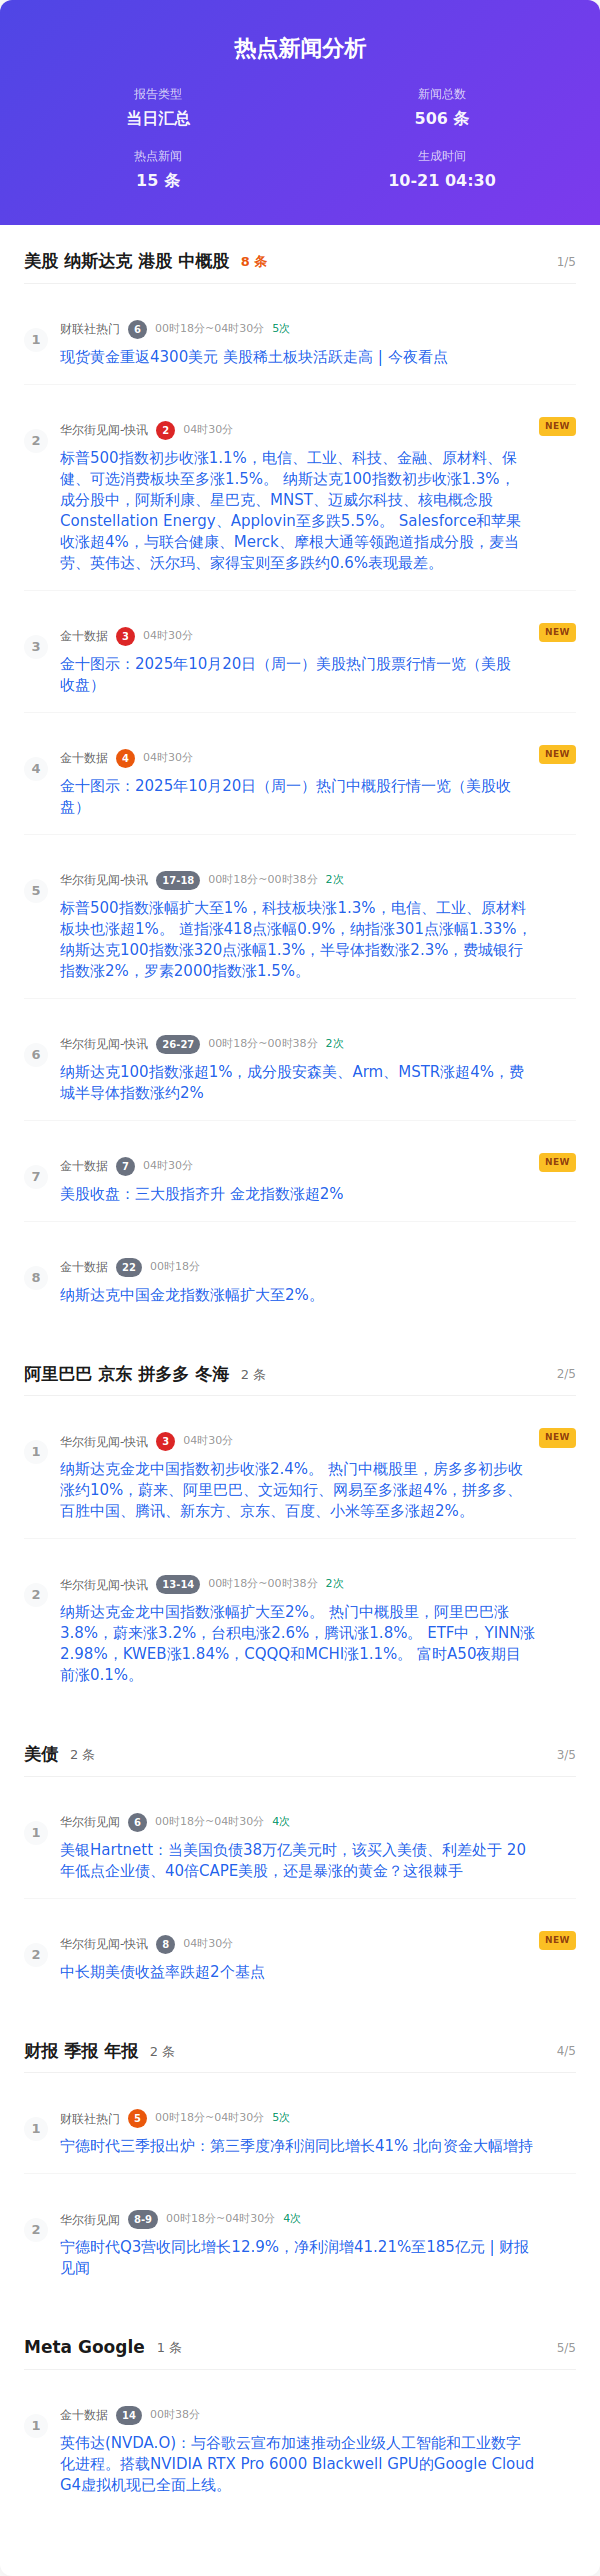 热点新闻分析
报告类型
当日汇总
新闻总数
506 条
热点新闻
15 条
生成时间
10-21 04:30
美股 纳斯达克 港股 中概股 8 条 1/5
1
财联社热门 6 00时18分~04时30分 5次
现货黄金重返4300美元 美股稀土板块活跃走高 | 今夜看点
2
华尔街见闻-快讯 2 04时30分 NEW
标普500指数初步收涨1.1%，电信、工业、科技、金融、原材料、保
健、可选消费板块至多涨1.5%。 纳斯达克100指数初步收涨1.3%，
成分股中，阿斯利康、星巴克、MNST、迈威尔科技、核电概念股
Constellation Energy、Applovin至多跌5.5%。 Salesforce和苹果
收涨超4%，与联合健康、Merck、摩根大通等领跑道指成分股，麦当
劳、英伟达、沃尔玛、家得宝则至多跌约0.6%表现最差。
3
金十数据 3 04时30分 NEW
金十图示：2025年10月20日（周一）美股热门股票行情一览（美股
收盘）
4
金十数据 4 04时30分 NEW
金十图示：2025年10月20日（周一）热门中概股行情一览（美股收
盘）
5
华尔街见闻-快讯 17-18 00时18分~00时38分 2次
标普500指数涨幅扩大至1%，科技板块涨1.3%，电信、工业、原材料
板块也涨超1%。 道指涨418点涨幅0.9%，纳指涨301点涨幅1.33%，
纳斯达克100指数涨320点涨幅1.3%，半导体指数涨2.3%，费城银行
指数涨2%，罗素2000指数涨1.5%。
6
华尔街见闻-快讯 26-27 00时18分~00时38分 2次
纳斯达克100指数涨超1%，成分股安森美、Arm、MSTR涨超4%，费
城半导体指数涨约2%
7
金十数据 7 04时30分 NEW
美股收盘：三大股指齐升 金龙指数涨超2%
8
金十数据 22 00时18分
纳斯达克中国金龙指数涨幅扩大至2%。
阿里巴巴 京东 拼多多 冬海 2 条 2/5
1
华尔街见闻-快讯 3 04时30分 NEW
纳斯达克金龙中国指数初步收涨2.4%。 热门中概股里，房多多初步收
涨约10%，蔚来、阿里巴巴、文远知行、网易至多涨超4%，拼多多、
百胜中国、腾讯、新东方、京东、百度、小米等至多涨超2%。
2
华尔街见闻-快讯 13-14 00时18分~00时38分 2次
纳斯达克金龙中国指数涨幅扩大至2%。 热门中概股里，阿里巴巴涨
3.8%，蔚来涨3.2%，台积电涨2.6%，腾讯涨1.8%。 ETF中，YINN涨
2.98%，KWEB涨1.84%，CQQQ和MCHI涨1.1%。 富时A50夜期目
前涨0.1%。
美债 2 条 3/5
1
华尔街见闻 6 00时18分~04时30分 4次
美银Hartnett：当美国负债38万亿美元时，该买入美债、利差处于 20
年低点企业债、40倍CAPE美股，还是暴涨的黄金？这很棘手
2
华尔街见闻-快讯 8 04时30分 NEW
中长期美债收益率跌超2个基点
财报 季报 年报 2 条 4/5
1
财联社热门 5 00时18分~04时30分 5次
宁德时代三季报出炉：第三季度净利润同比增长41% 北向资金大幅增持
2
华尔街见闻 8-9 00时18分~04时30分 4次
宁德时代Q3营收同比增长12.9%，净利润增41.21%至185亿元 | 财报
见闻
Meta Google 1 条 5/5
1
金十数据 14 00时38分
英伟达(NVDA.O)：与谷歌云宣布加速推动企业级人工智能和工业数字
化进程。搭载NVIDIA RTX Pro 6000 Blackwell GPU的Google Cloud
G4虚拟机现已全面上线。